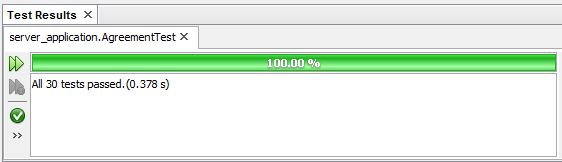 Test Results
server_application.AgreementTest
100.00 %
All 30 tests passed.(0.378 s)